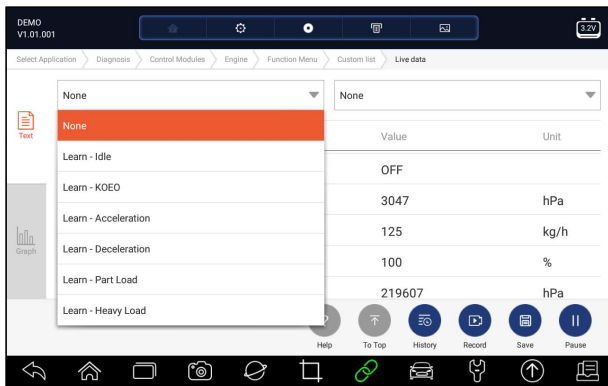 DEMO
V1.01.001
3.2V
Select Application Diagnosis Control Modules Engine Function Menu Custom list Live data
None None
Text
None
Value Unit
Learn - Idle
OFF
Learn - KOEO
3047 hPa
Learn - Acceleration
125 kg/h
Graph
Learn - Deceleration
100 %
Learn - Part Load
219607 hPa
Learn - Heavy Load
Help To Top History Record Save Pause